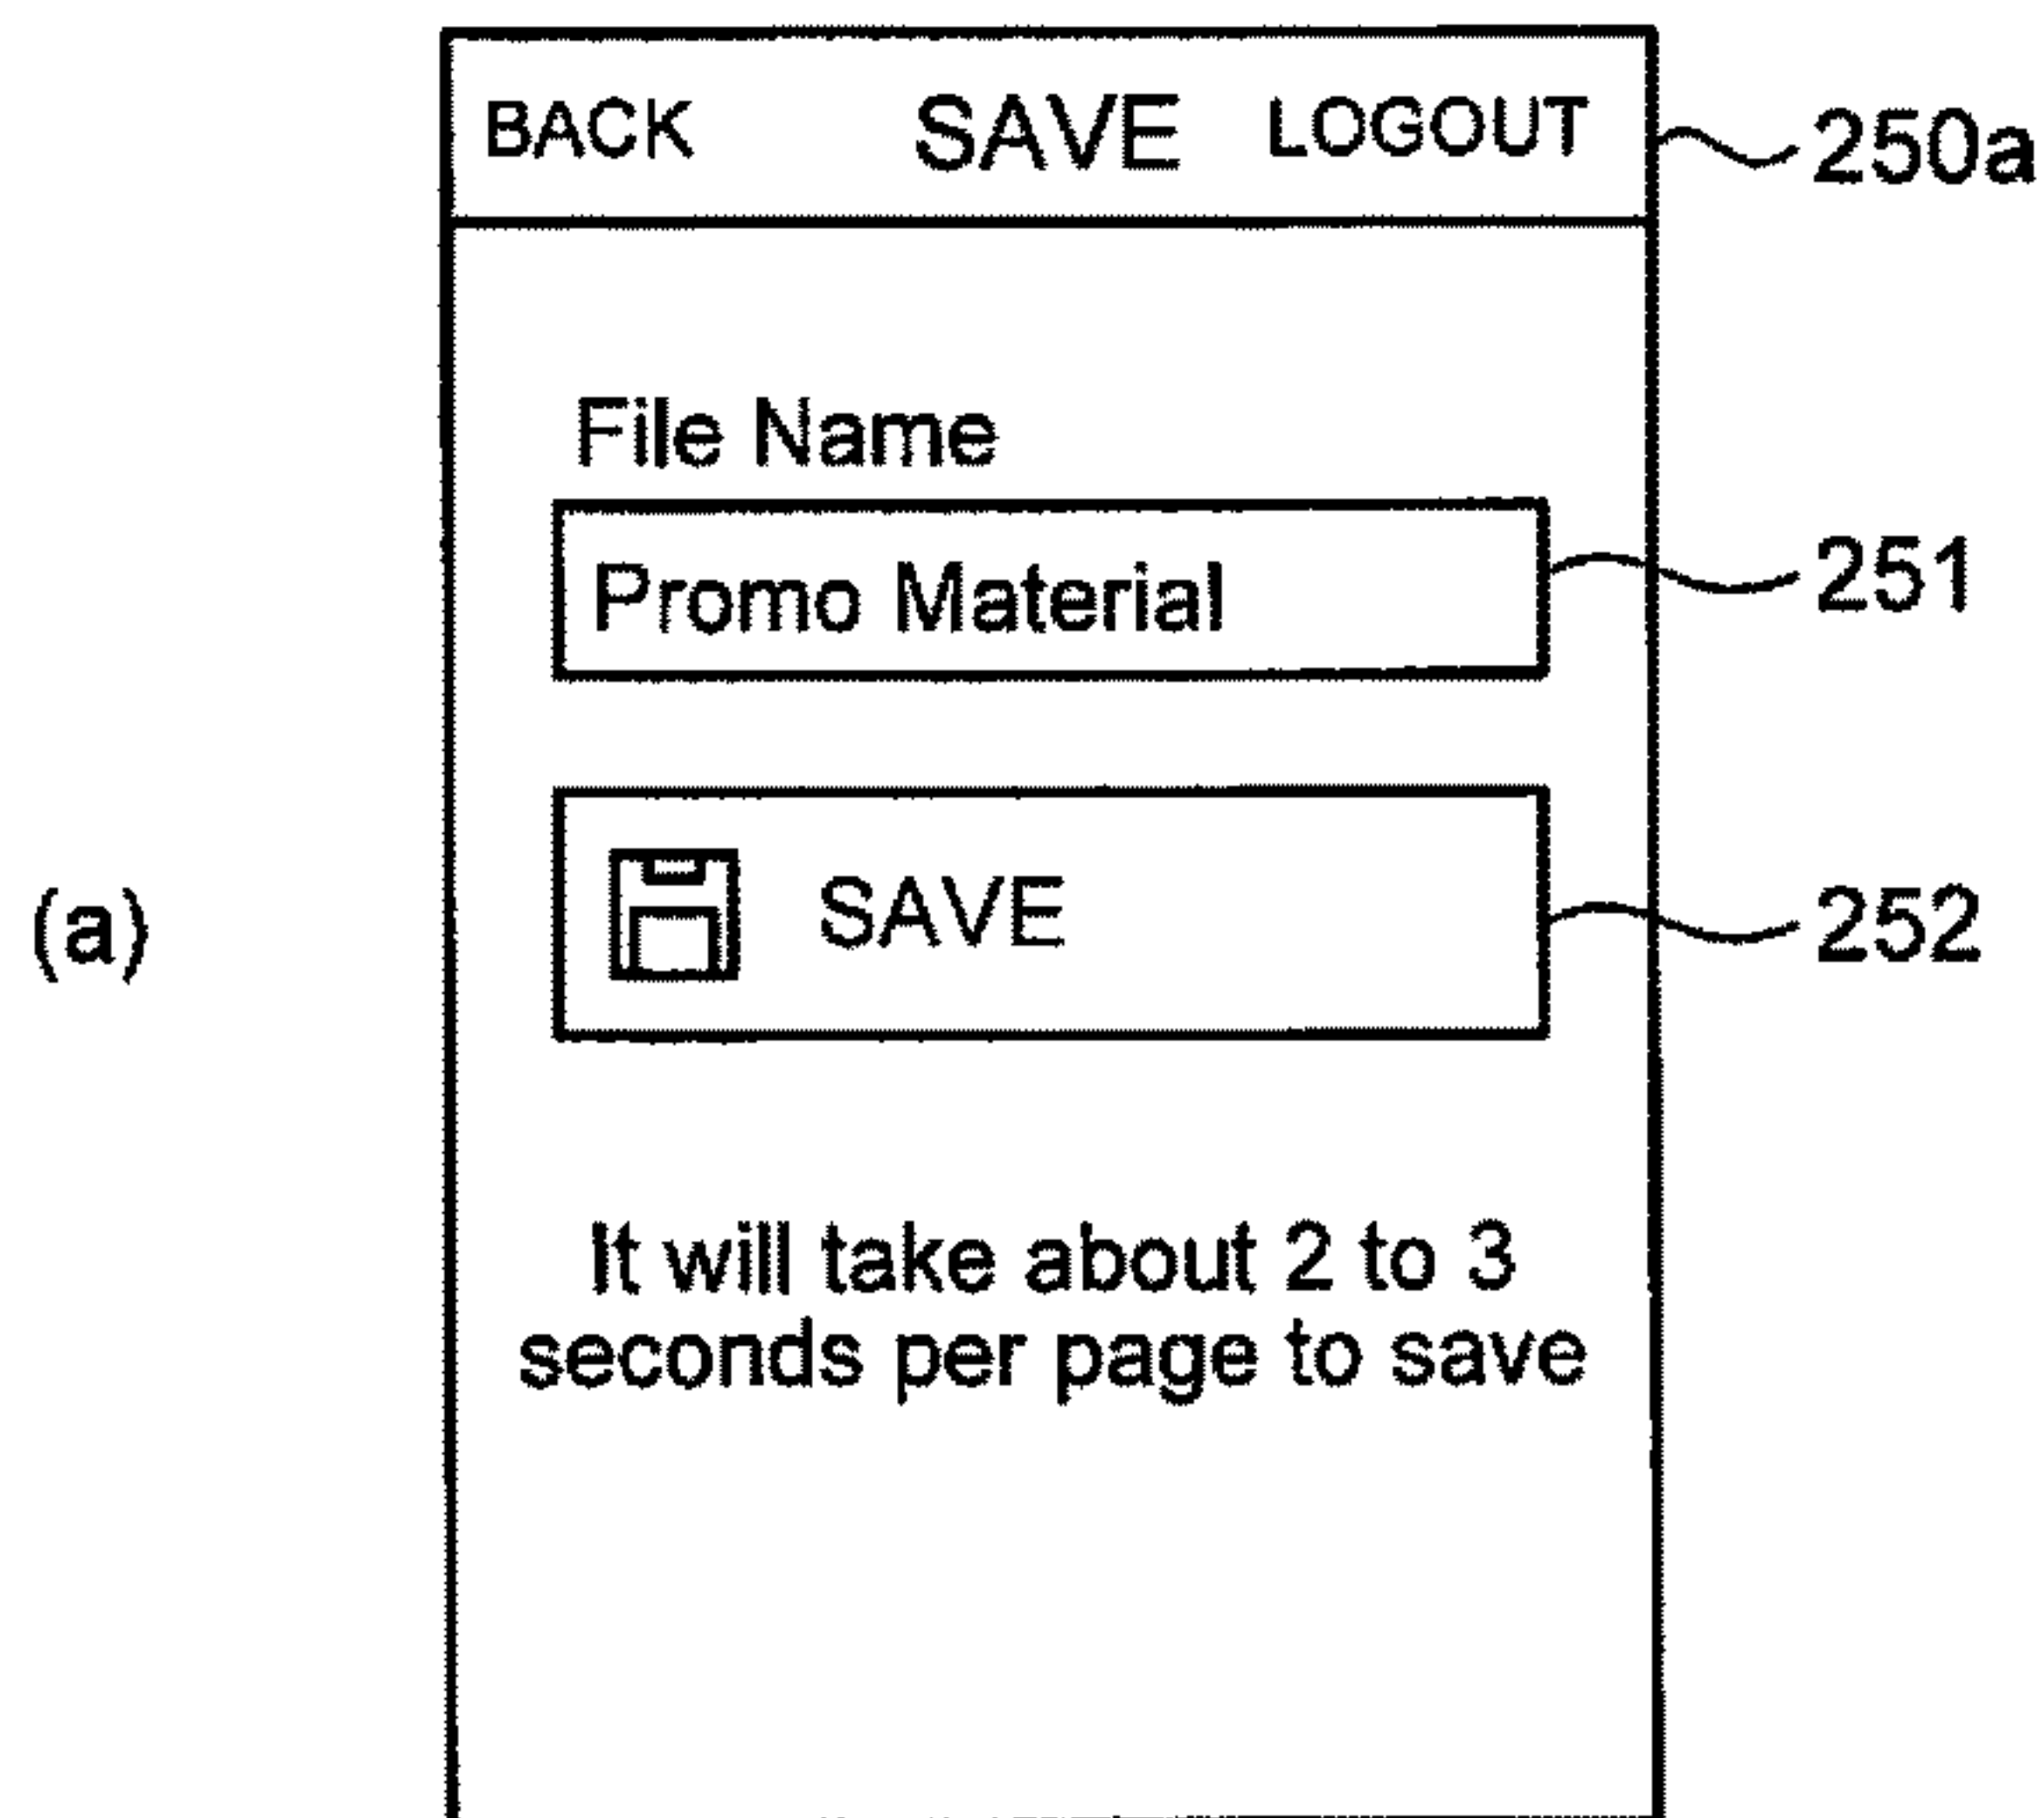 BACK SAVE LOGOUT 250a
File Name
Promo Material 251
(a) SAVE 252
It will take about 2 to 3
seconds per page to save